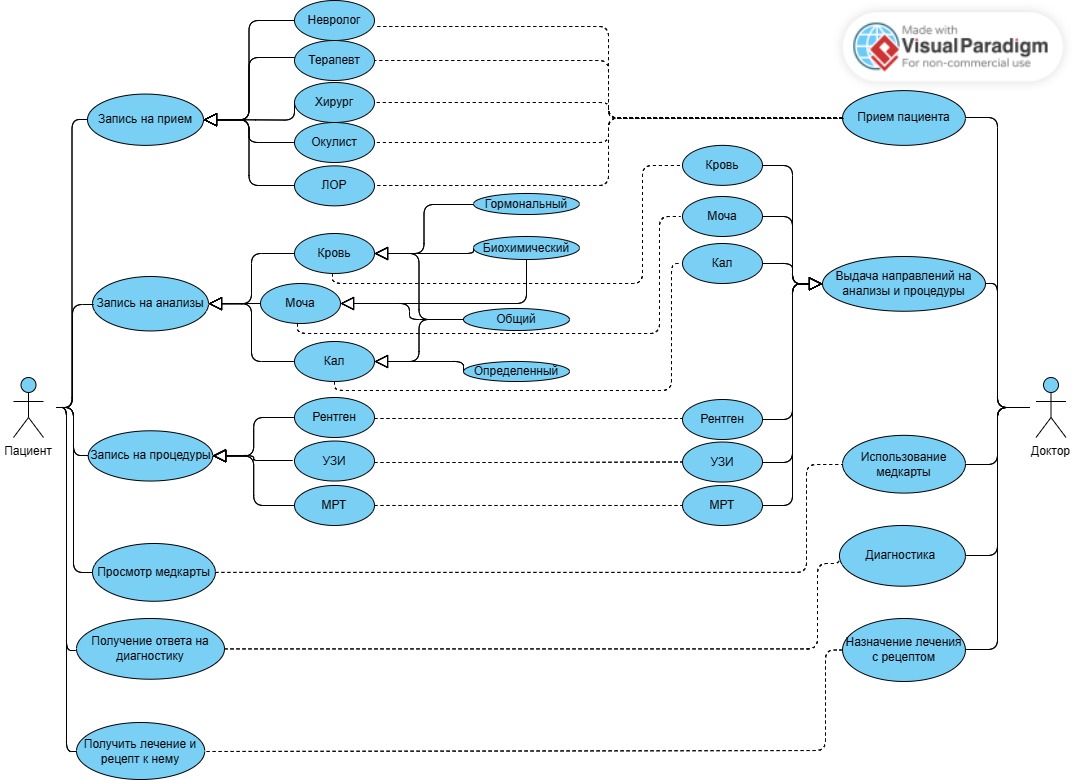 Невролог
Made with
Visual Paradigm
For non-commercial use
Терапевт
Хирург
Запись на прием
Прием пациента
Окулист
Кровь
ЛОР
Гормональный
Моча
Кровь
Биохимический
Кал
Выдача направлений на
анализы и процедуры
Запись на анализы
Моча
Общий
Кал
Определенный
Рентген
Рентген
Пациент
Доктор
Запись на процедуры
УЗИ
УЗИ
Использование
медкарты
МРТ
МРТ
Диагностика
Просмотр медкарты
Получение ответа на
диагностику
Назначение лечения
с рецептом
Получить лечение и
рецепт к нему